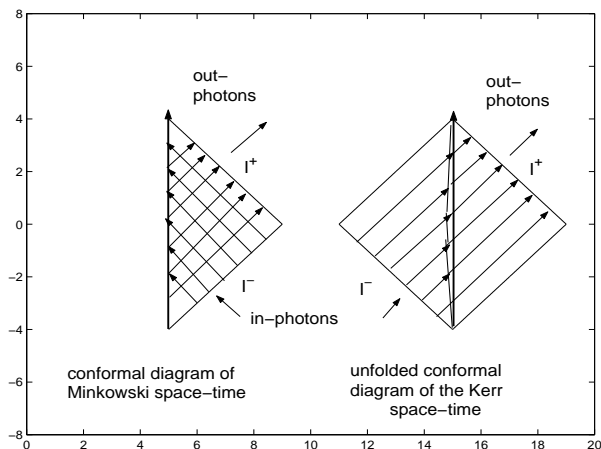 8
6
4
2
0
−2
−4
−6
−8
0
2
4
6
8
10
12
14
16
18
20
out−
photons
I+
I−
in−photons
conformal diagram of
Minkowski space−time
out−
photons
I+
I−
unfolded conformal
diagram of the Kerr
space−time